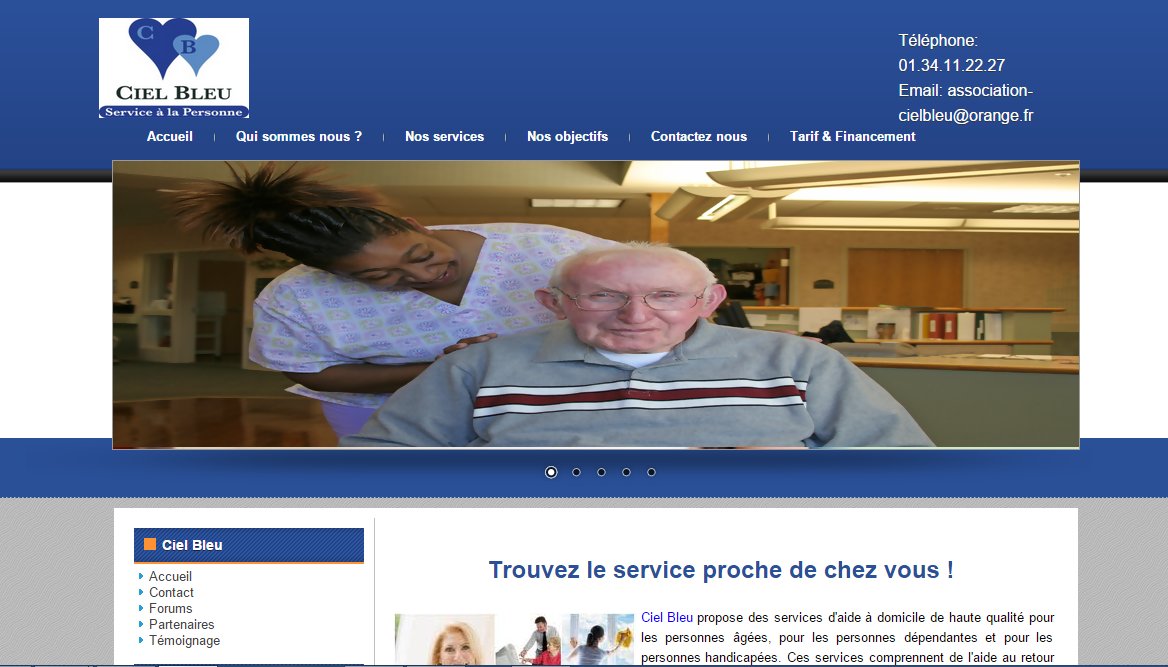 C
B
CIEL BLEU
Service à la Personne
Téléphone:
01.34.11.22.27
Email: association-
cielbleu@orange.fr
Accueil
Qui sommes nous ?
Nos services
Nos objectifs
Contactez nous
Tarif & Financement
Ciel Bleu
Accueil
Contact
Forums
Partenaires
Témoignage
Trouvez le service proche de chez vous !
Ciel Bleu propose des services d'aide à domicile de haute qualité pour
les personnes âgées, pour les personnes dépendantes et pour les
personnes handicapées. Ces services comprennent de l'aide au retour